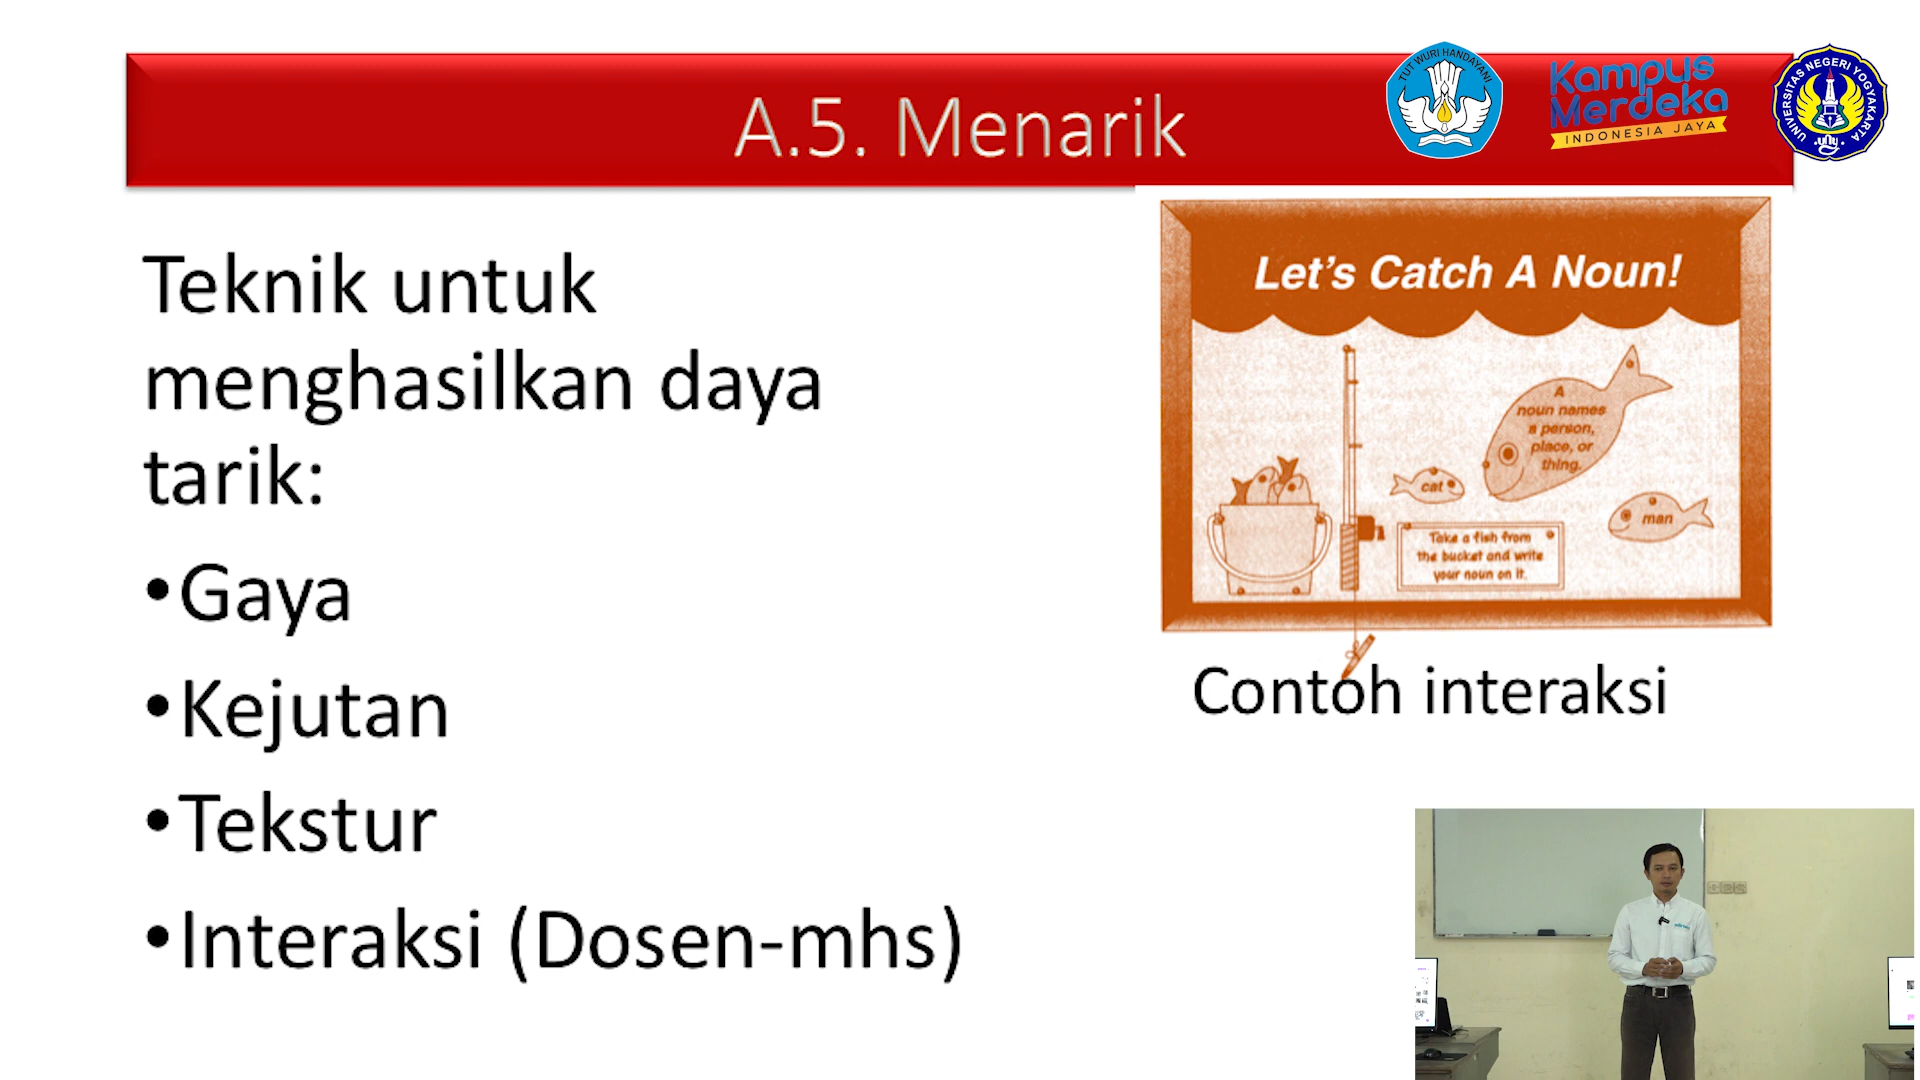 A.5. Menarik
TUT WURI HANDAYANI
Kampus
Merdeka
INDONESIA JAYA
UNIVERSITAS NEGERI YOGYAKARTA
uny
Teknik untuk
menghasilkan daya
tarik:
•Gaya
•Kejutan
•Tekstur
•Interaksi (Dosen-mhs)
Let's Catch A Noun!
A
noun names
a person,
place, or
thing.
cat
man
Take a fish from
the bucket and write
your noun on it.
Contoh interaksi